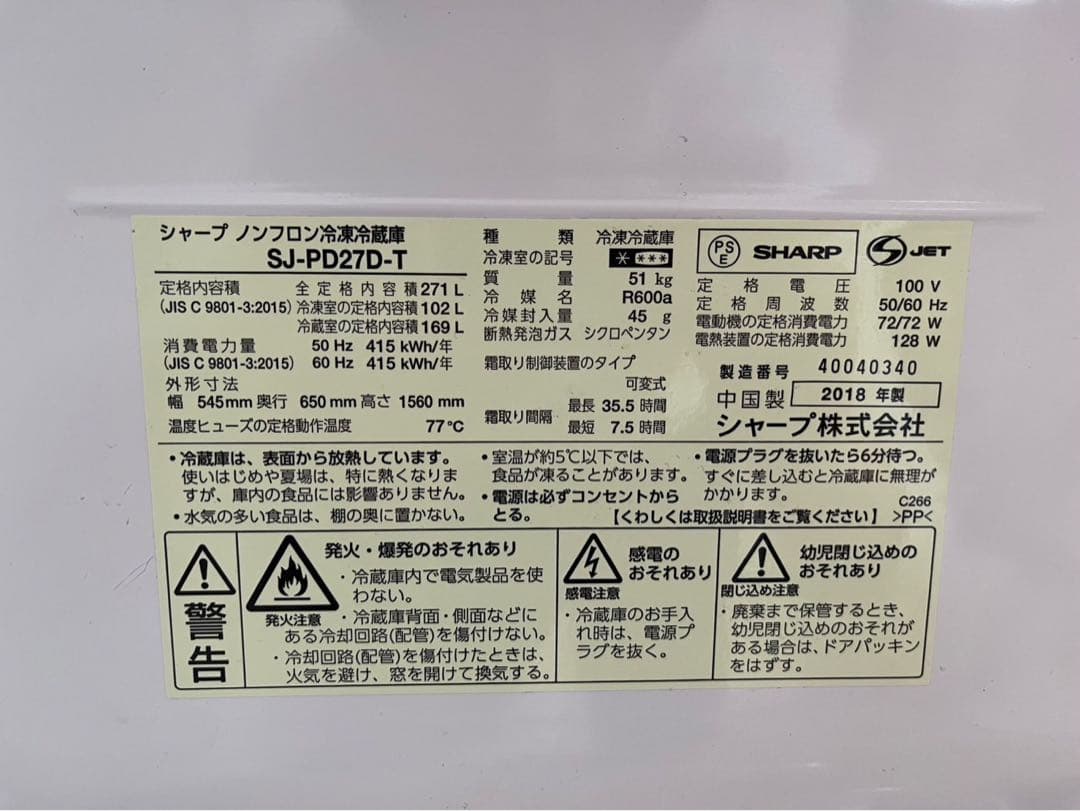 シャープ ノンフロン冷凍冷蔵庫
SJ-PD27D-T
定格内容積 全定格内容積 271 L
(JIS C 9801-3:2015) 冷凍室の定格内容積 102 L
冷蔵室の定格内容積 169 L
消費電力量 50 Hz 415 kWh/年
(JIS C 9801-3:2015) 60 Hz 415 kWh/年
外形寸法
幅 545mm 奥行 650 mm 高さ 1560 mm
温度ヒューズの定格動作温度 77℃
種類 冷凍冷蔵庫
冷凍室の記号 * ***
質量 51 kg
冷媒名 R600a
冷媒封入量 45 g
断熱発泡ガス シクロペンタン
霜取り制御装置のタイプ
可変式
霜取り間隔 最長 35.5 時間
最短 7.5 時間
PS E SHARP S JET
定格電圧 100 V
定格周波数 50/60 Hz
電動機の定格消費電力 72/72 W
電熱装置の定格消費電力 128 W
製造番号 40040340
中国製 2018 年製
シャープ株式会社
・冷蔵庫は、表面から放熱しています。
使いはじめや夏場は、特に熱くなりま
すが、庫内の食品には影響ありません。
・水気の多い食品は、棚の奥に置かない。
・室温が約5℃以下では、
食品が凍ることがあります。
・電源は必ずコンセントから
とる。
・電源プラグを抜いたら6分待つ。
すぐに差し込むと冷蔵庫に無理が
かかります。
C266
【くわしくは取扱説明書をご覧ください】 >PP<
警告
発火・爆発のおそれあり
発火注意
・冷蔵庫内で電気製品を使
わない。
・冷蔵庫背面・側面などに
ある冷却回路(配管)を傷付けない。
・冷却回路(配管)を傷付けたときは、
火気を避け、窓を開けて換気する。
感電の
おそれあり
感電注意
・冷蔵庫のお手入
れ時は、電源プ
ラグを抜く。
幼児閉じ込めの
おそれあり
閉じ込め注意
・廃棄まで保管するとき、
幼児閉じ込めのおそれが
ある場合は、ドアパッキン
をはずす。